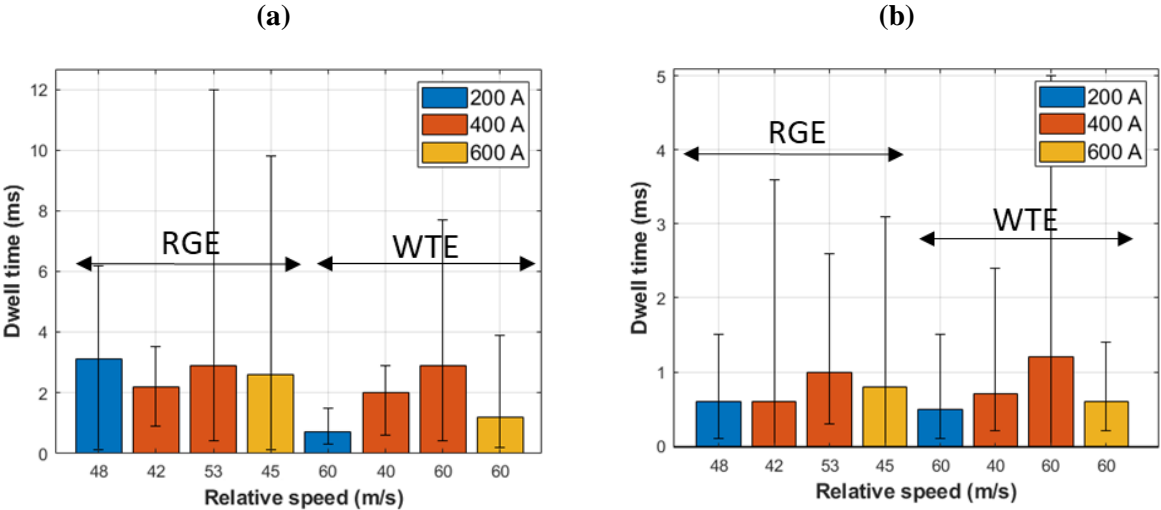 (a)
12
10
8
6
4
2
0
Dwell time (ms)
200 A
400 A
600 A
RGE
WTE
48 42 53 45 60 40 60 60
Relative speed (m/s)
(b)
5
4
3
2
1
0
Dwell time (ms)
200 A
400 A
600 A
RGE
WTE
48 42 53 45 60 40 60 60
Relative speed (m/s)